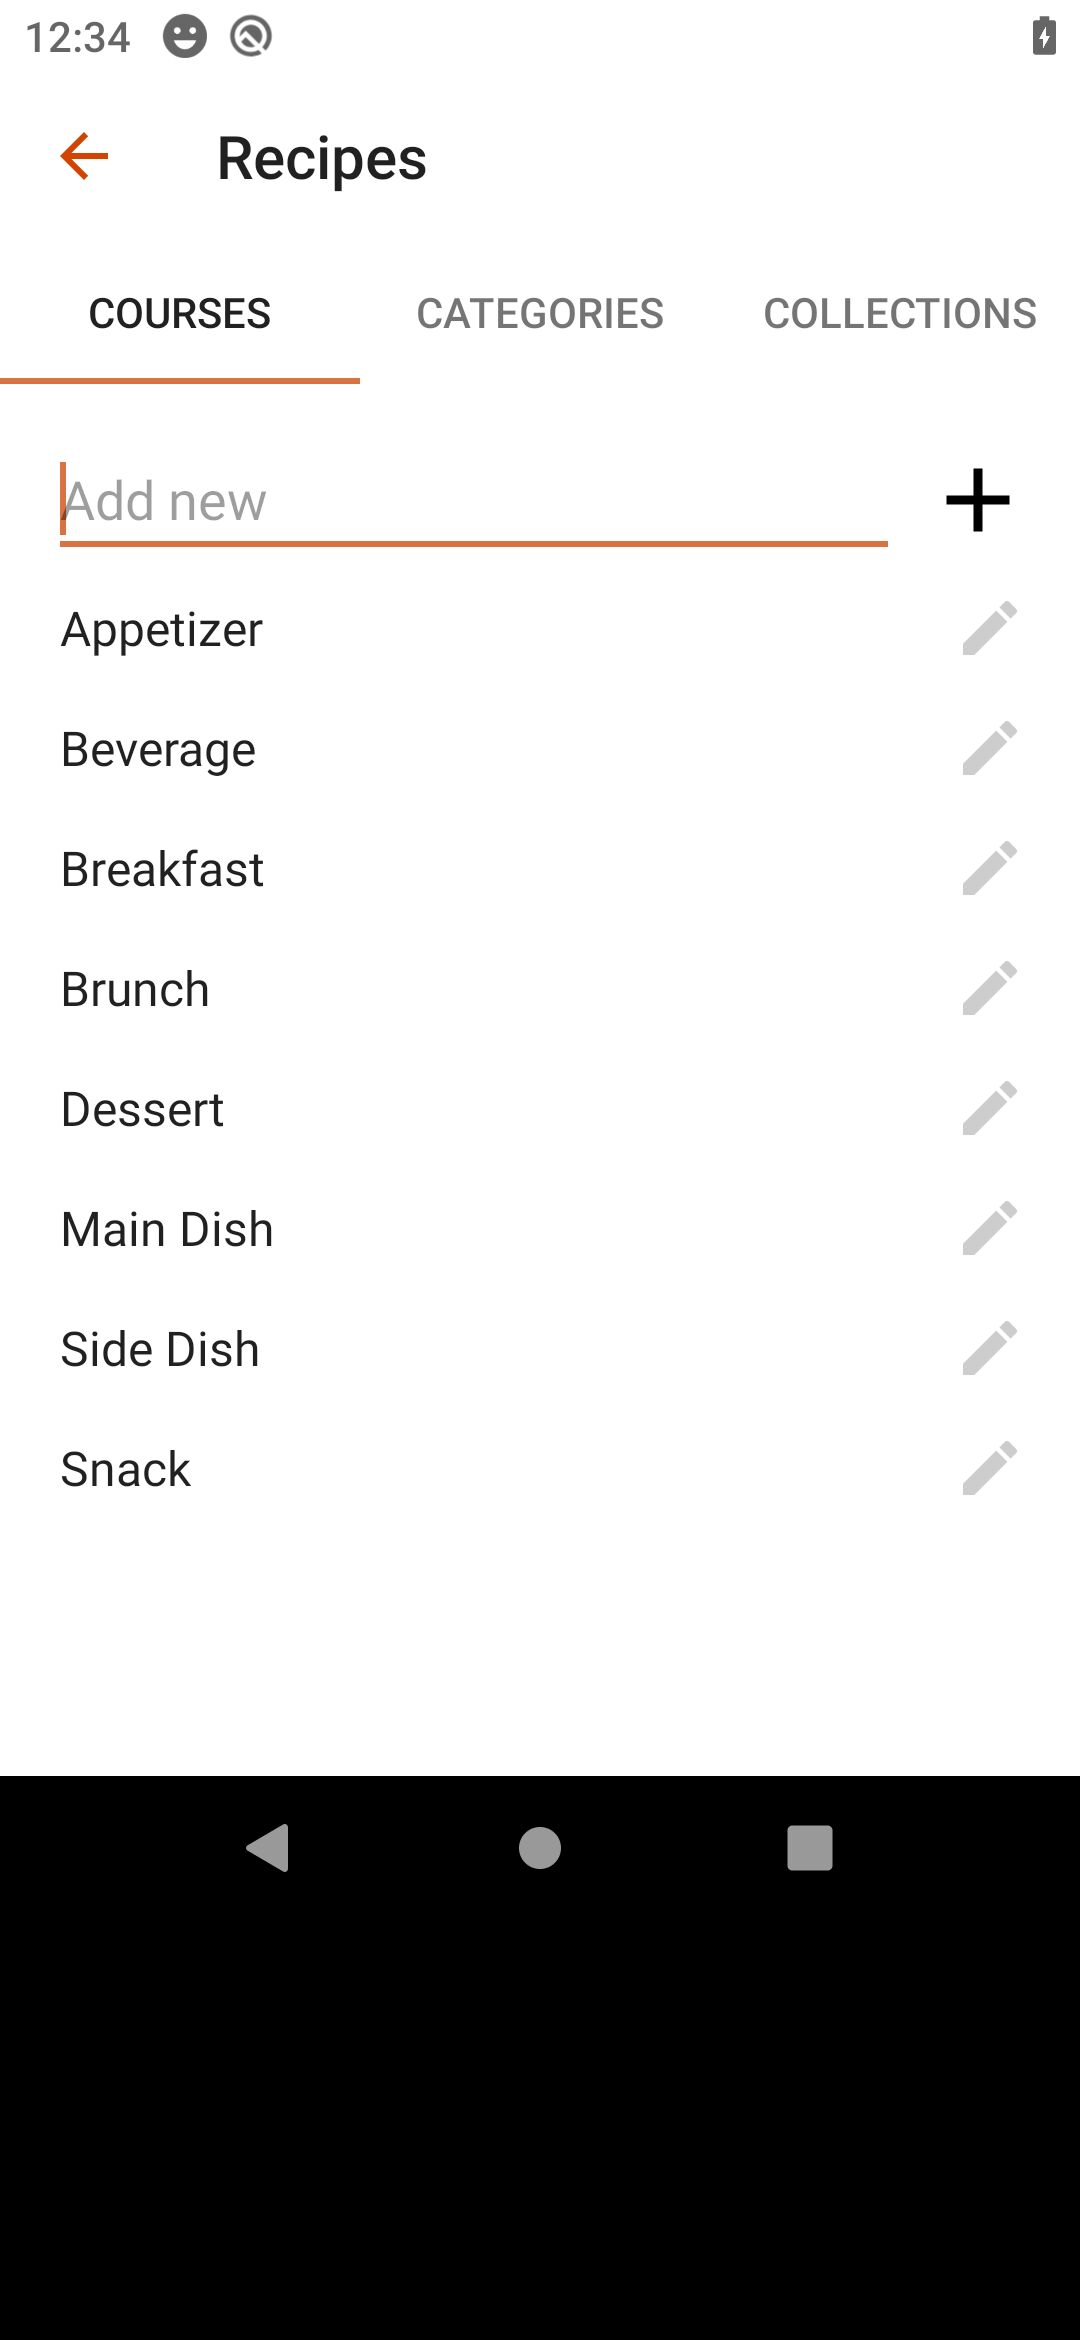 12:34
Recipes
COURSES CATEGORIES COLLECTIONS
Add new
Appetizer
Beverage
Breakfast
Brunch
Dessert
Main Dish
Side Dish
Snack